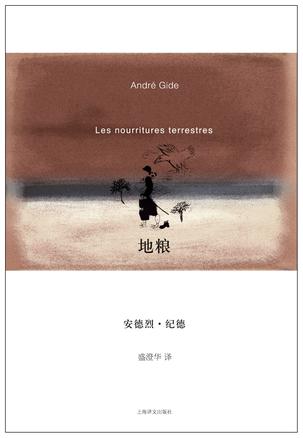 André Gide
Les nourritures terrestres
地粮
安德烈·纪德
盛澄华 译
上海译文出版社